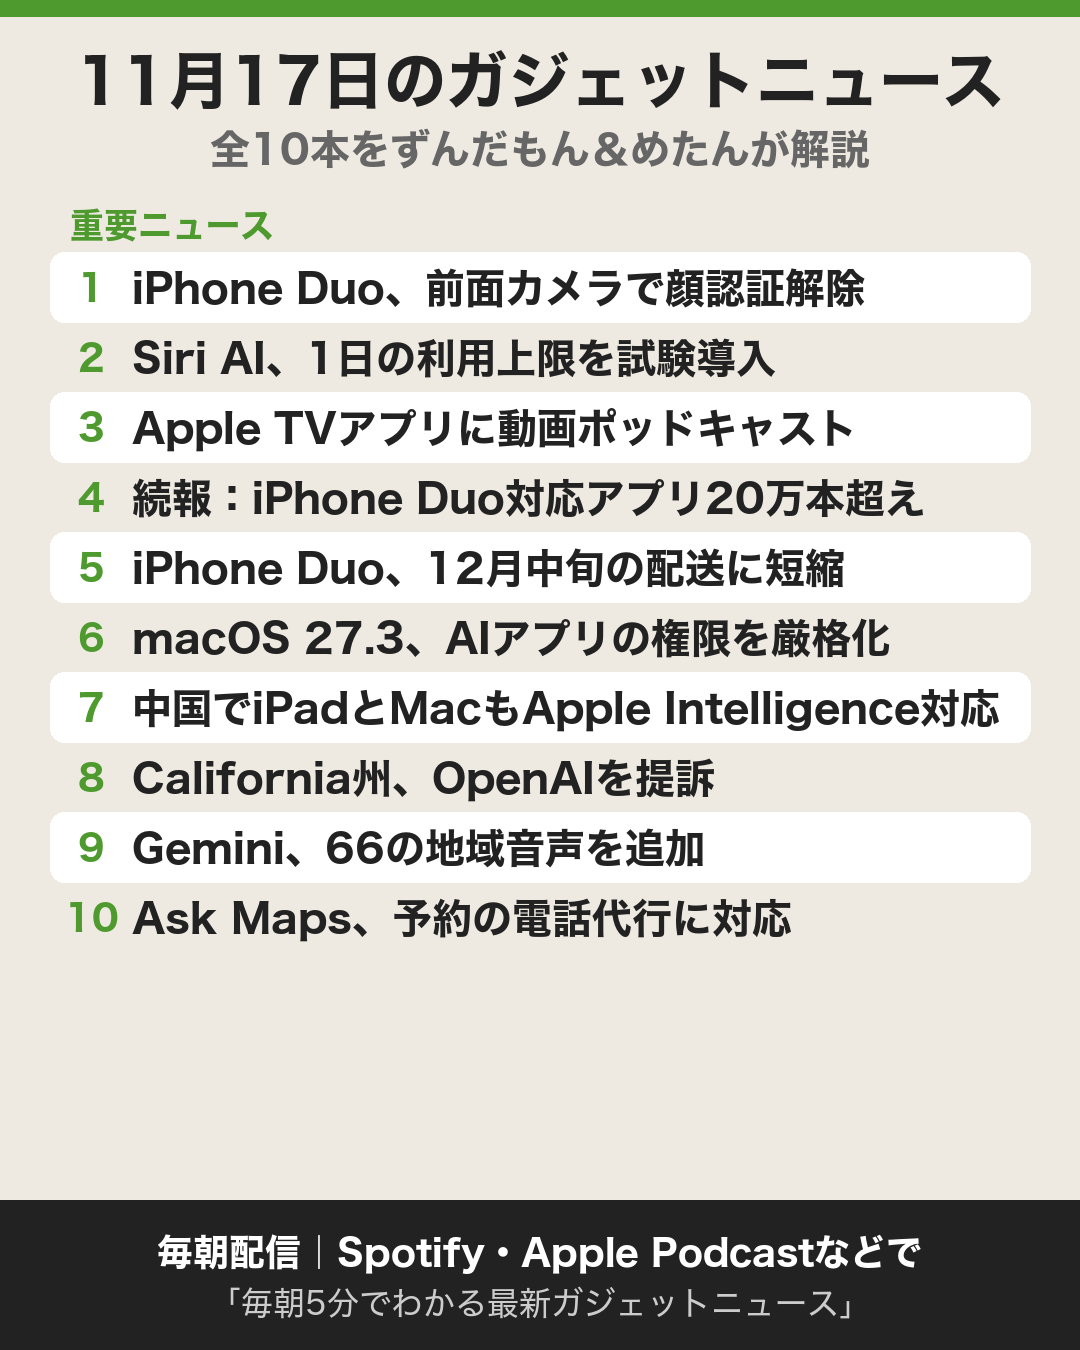 11月17日のガジェットニュース
全10本をずんだもん&めたんが解説
重要ニュース
1 iPhone Duo、前面カメラで顔認証解除
2 Siri AI、1日の利用上限を試験導入
3 Apple TVアプリに動画ポッドキャスト
4 続報：iPhone Duo対応アプリ20万本超え
5 iPhone Duo、12月中旬の配送に短縮
6 macOS 27.3、AIアプリの権限を厳格化
7 中国でiPadとMacもApple Intelligence対応
8 California州、OpenAIを提訴
9 Gemini、66の地域音声を追加
10 Ask Maps、予約の電話代行に対応
毎朝配信｜Spotify・Apple Podcastなどで
「毎朝5分でわかる最新ガジェットニュース」